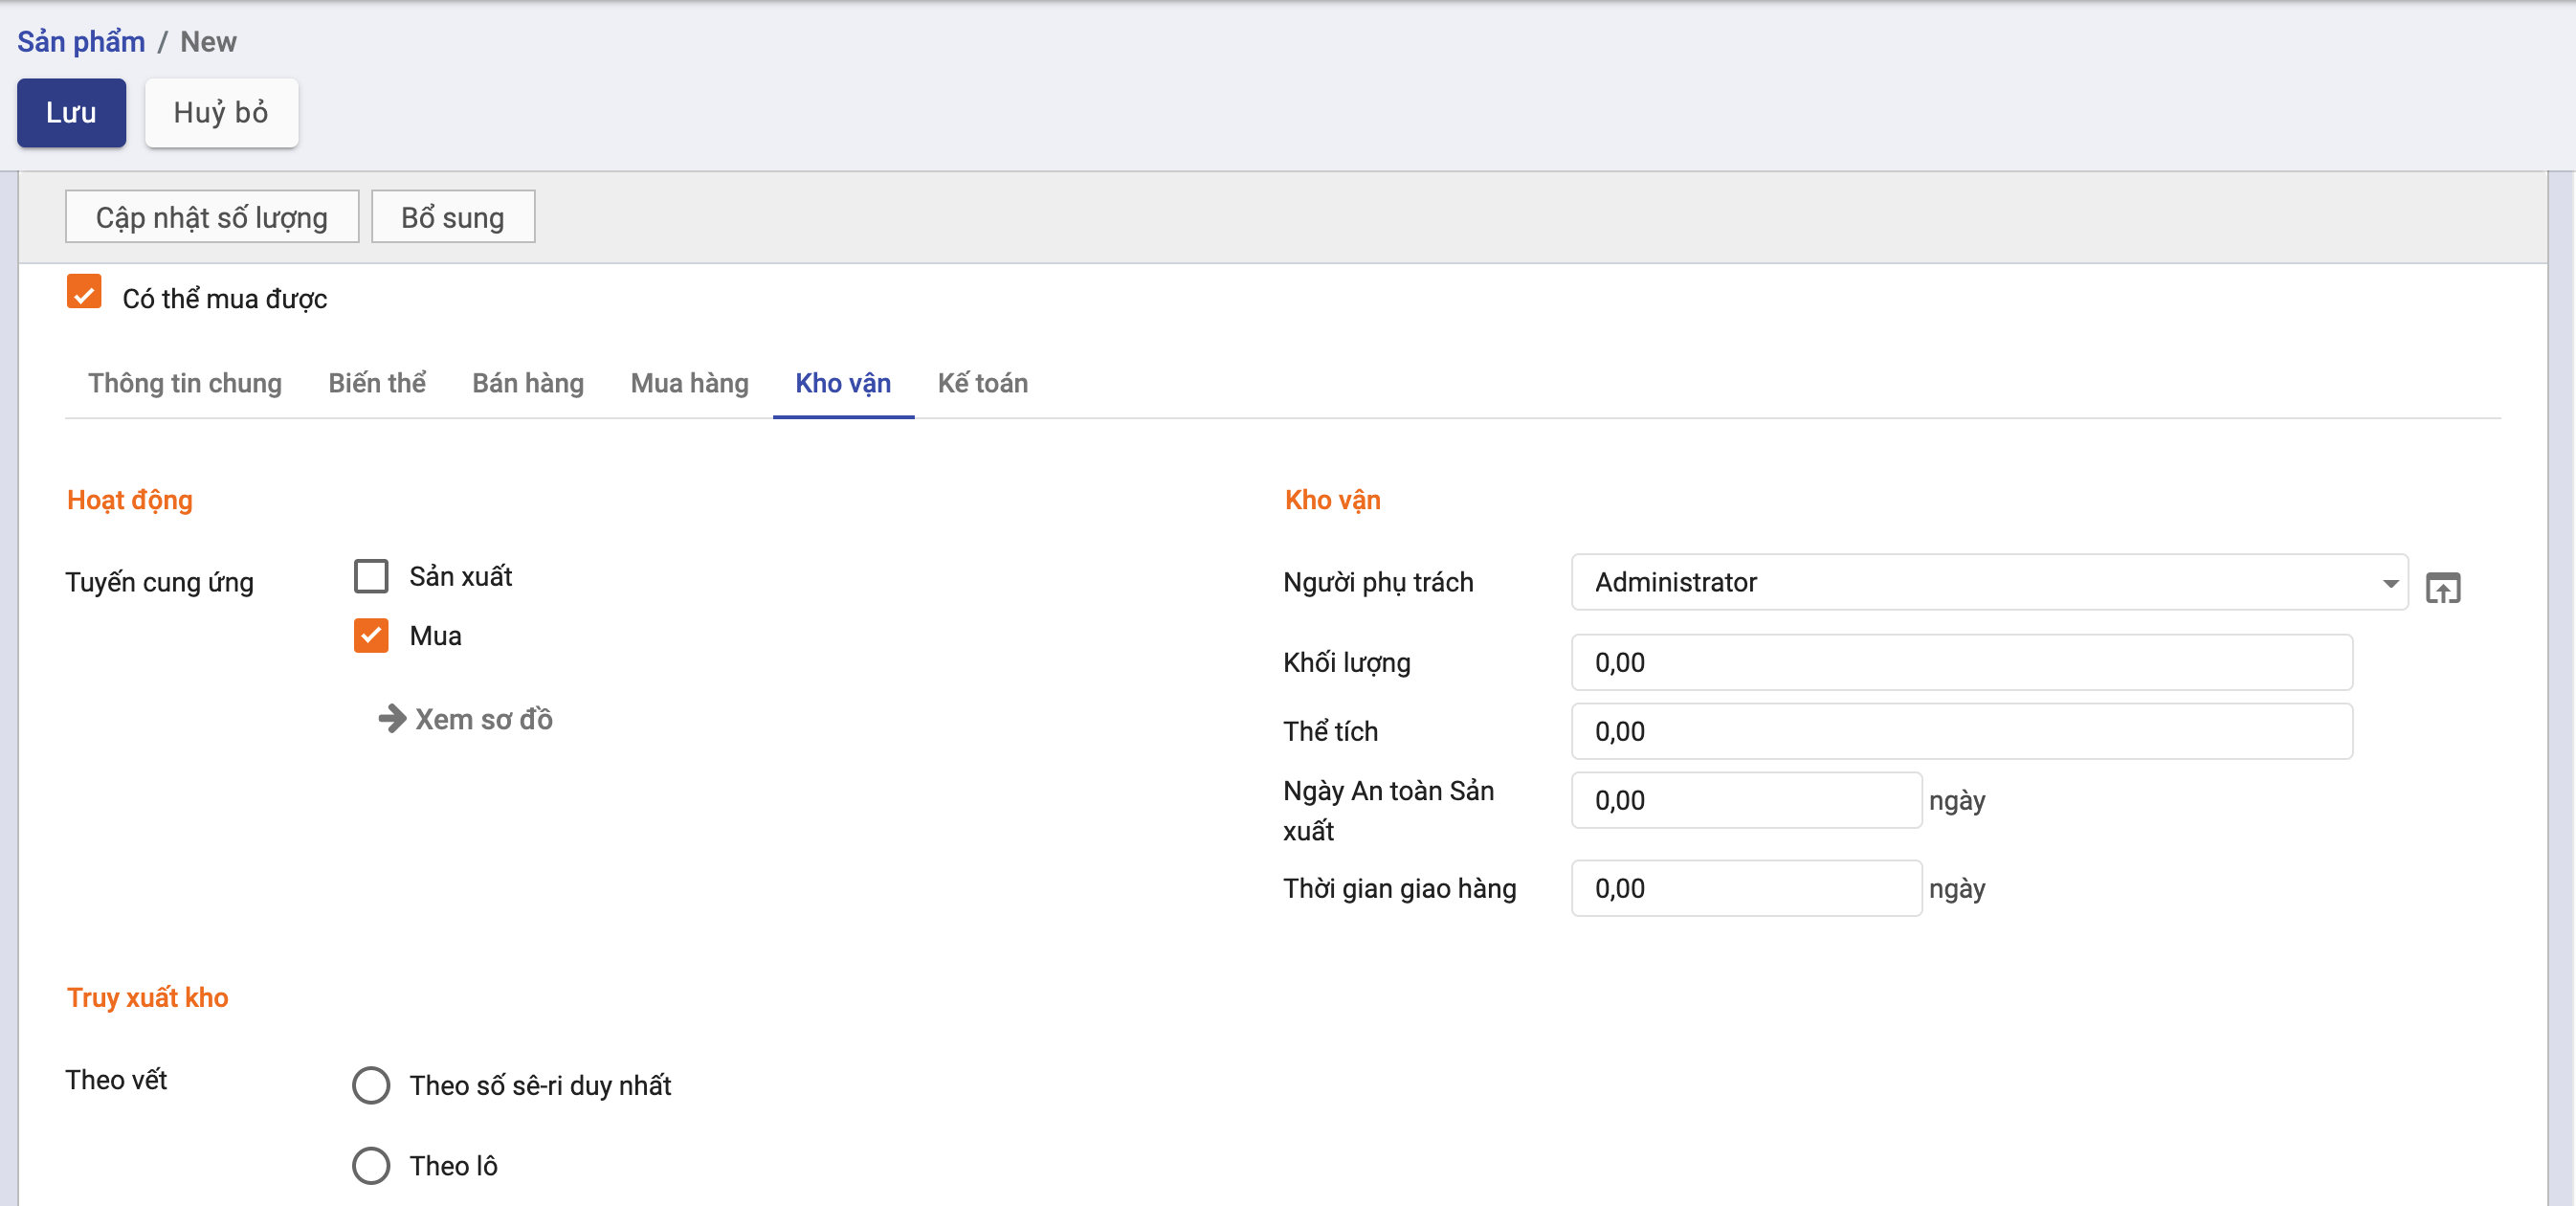 Sản phẩm / New
Lưu Huỷ bỏ
Cập nhật số lượng Bổ sung
Có thể mua được
Thông tin chung Biến thể Bán hàng Mua hàng Kho vận Kế toán
Hoạt động
Tuyến cung ứng
Sản xuất
Mua
Xem sơ đồ
Kho vận
Người phụ trách Administrator
Khối lượng 0,00
Thể tích 0,00
Ngày An toàn Sản
xuất
0,00 ngày
Thời gian giao hàng 0,00 ngày
Truy xuất kho
Theo vết
Theo số sê-ri duy nhất
Theo lô